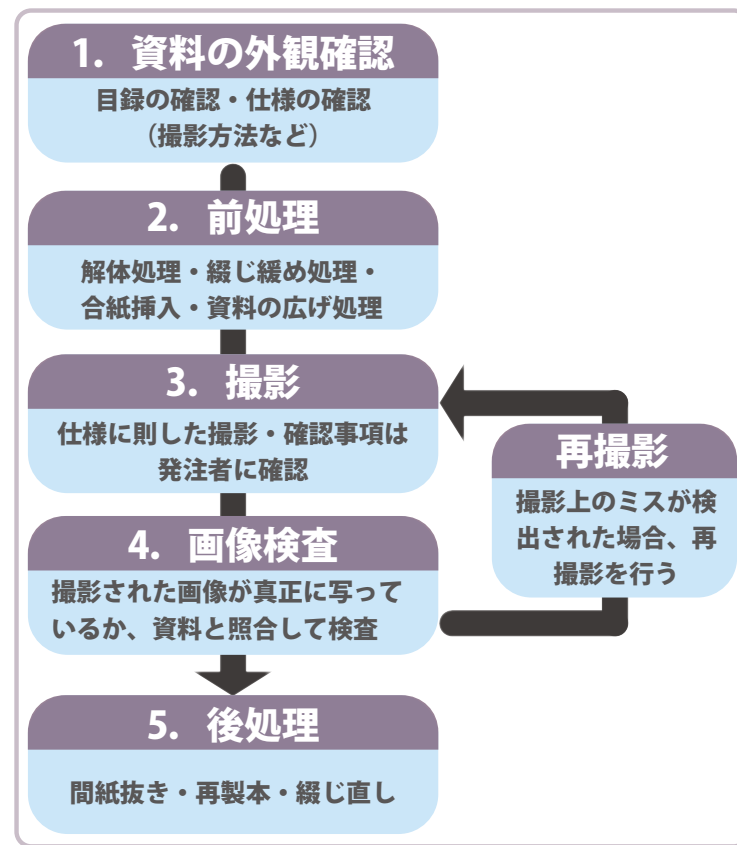 1. 資料の外観確認
目録の確認・仕様の確認
（撮影方法など）
2. 前処理
解体処理・綴じ緩め処理・
合紙挿入・資料の広げ処理
3. 撮影
仕様に則した撮影・確認事項は
発注者に確認
再撮影
撮影上のミスが検
出された場合、再
撮影を行う
4. 画像検査
撮影された画像が真正に写って
いるか、資料と照合して検査
5. 後処理
間紙抜き・再製本・綴じ直し